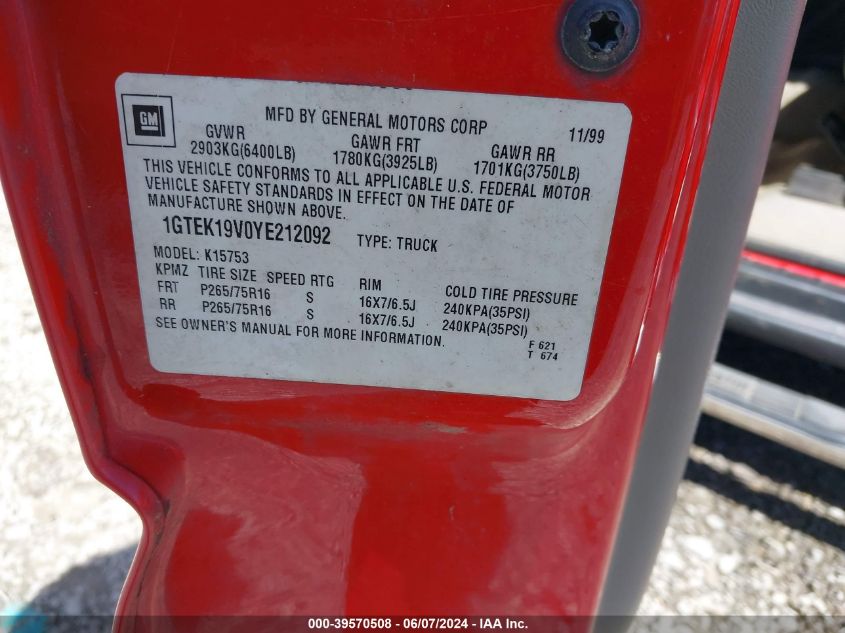 GM
MFD BY GENERAL MOTORS CORP 11/99
GVWR GAWR FRT GAWR RR
2903KG(6400LB) 1780KG(3925LB) 1701KG(3750LB)
THIS VEHICLE CONFORMS TO ALL APPLICABLE U.S. FEDERAL MOTOR
VEHICLE SAFETY STANDARDS IN EFFECT ON THE DATE OF
MANUFACTURE SHOWN ABOVE.
1GTEK19V0YE212092 TYPE: TRUCK
MODEL: K15753
KPMZ TIRE SIZE SPEED RTG RIM COLD TIRE PRESSURE
FRT P265/75R16 S 16X7/6.5J 240KPA(35PSI)
RR P265/75R16 S 16X7/6.5J 240KPA(35PSI)
SEE OWNER'S MANUAL FOR MORE INFORMATION.
F 621
T 674
000-39570508 - 06/07/2024 - IAA Inc.